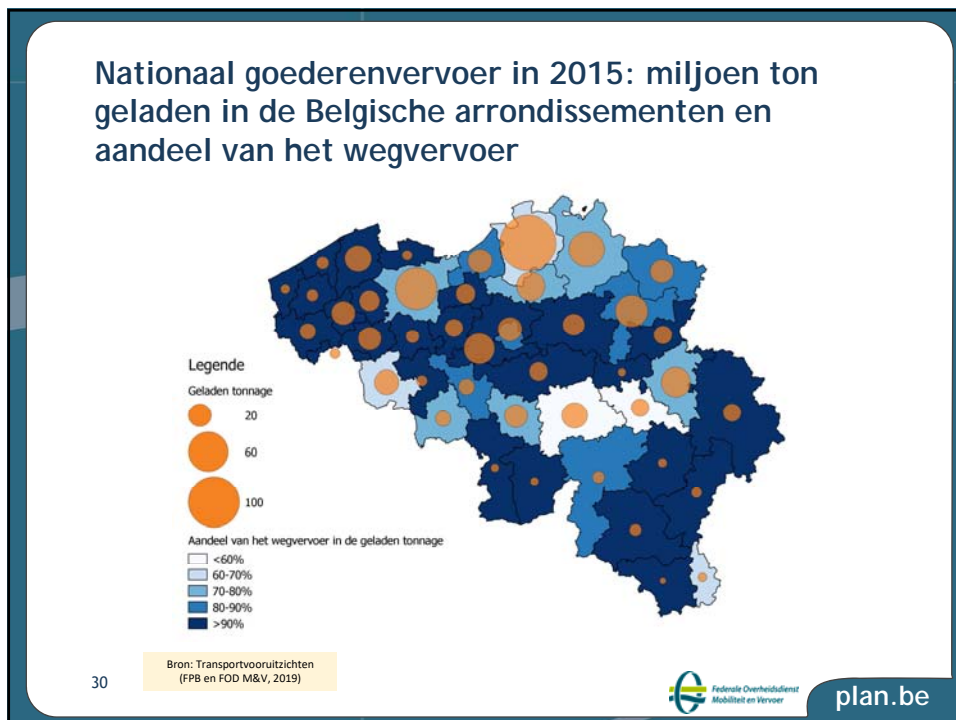 Nationaal goederenvervoer in 2015: miljoen ton
geladen in de Belgische arrondissementen en
aandeel van het wegvervoer
Legende
Geladen tonnage
20
60
100
Aandeel van het wegvervoer in de geladen tonnage
<60%
60-70%
70-80%
80-90%
>90%
Bron: Transportvooruitzichten
(FPB en FOD M&V, 2019)
30
Federale Overheidsdienst
Mobiliteit en Vervoer
plan.be